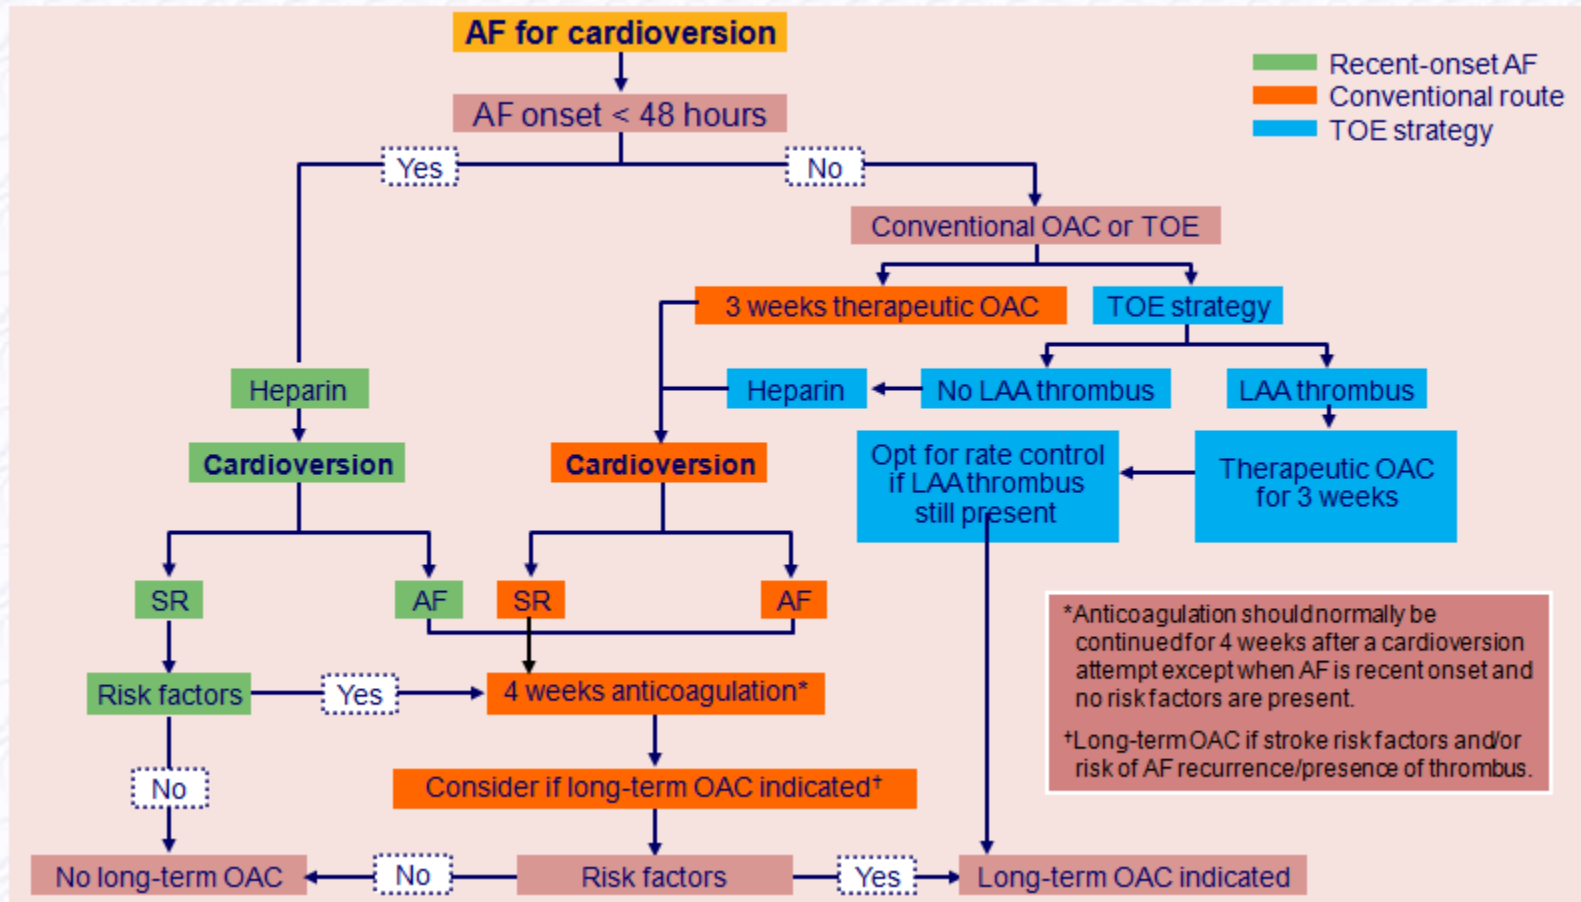 AF for cardioversion
Recent-onset AF
Conventional route
TOE strategy
AF onset < 48 hours
Yes
No
Conventional OAC or TOE
3 weeks therapeutic OAC
TOE strategy
Heparin
Heparin
No LAA thrombus
LAA thrombus
Cardioversion
Cardioversion
Opt for rate control
if LAA thrombus
still present
Therapeutic OAC
for 3 weeks
SR
AF
SR
AF
*Anticoagulation should normally be
continued for 4 weeks after a cardioversion
attempt except when AF is recent onset and
no risk factors are present.
†Long-term OAC if stroke risk factors and/or
risk of AF recurrence/presence of thrombus.
Risk factors
Yes
4 weeks anticoagulation*
No
Consider if long-term OAC indicated†
No long-term OAC
No
Risk factors
Yes
Long-term OAC indicated